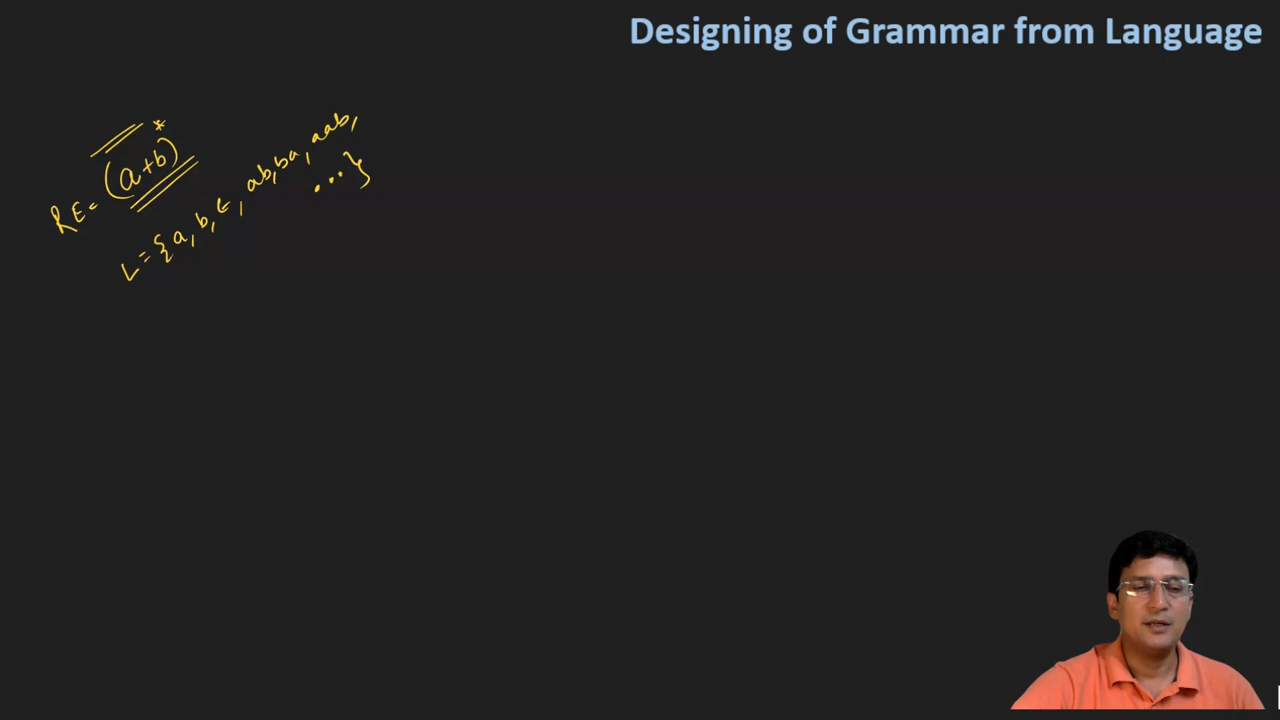 Designing of Grammar from Language
RE = (a+b)*
L = {a, b, ε, ab, ba, aab,
...}